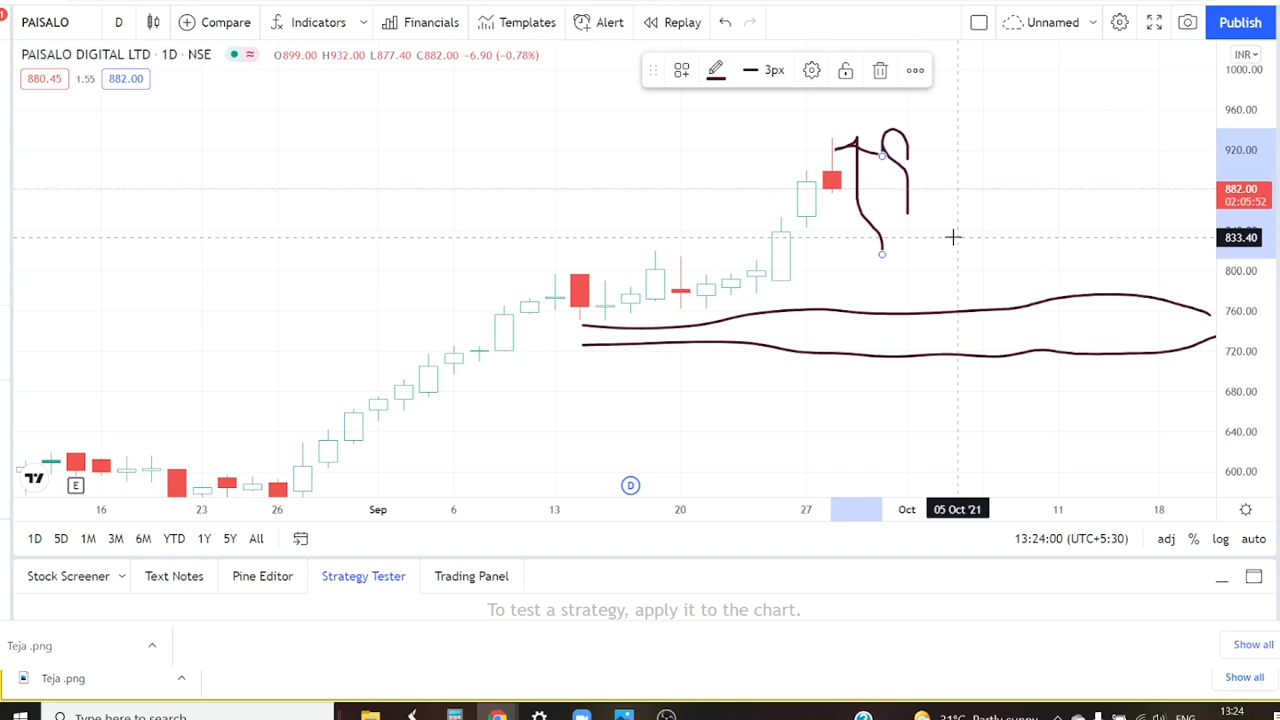 PAISALO D Compare Indicators Financials Templates Alert Replay Unnamed Publish
PAISALO DIGITAL LTD · 1D · NSE O899.00 H932.00 L877.40 C882.00 −6.90 (−0.78%)
INR
880.45 1.55 882.00
3px
1000.00
960.00
920.00
882.00
02:05:52
833.40
800.00
760.00
720.00
680.00
640.00
600.00
E
D
16 23 26 Sep 6 13 20 27 Oct 05 Oct '21 11 18
1D 5D 1M 3M 6M YTD 1Y 5Y All 13:24:00 (UTC+5:30) adj % log auto
Stock Screener Text Notes Pine Editor Strategy Tester Trading Panel
To test a strategy, apply it to the chart.
Teja .png Show all
Teja .png Show all
Type here to search 31°C Partly sunny ENG 13:24